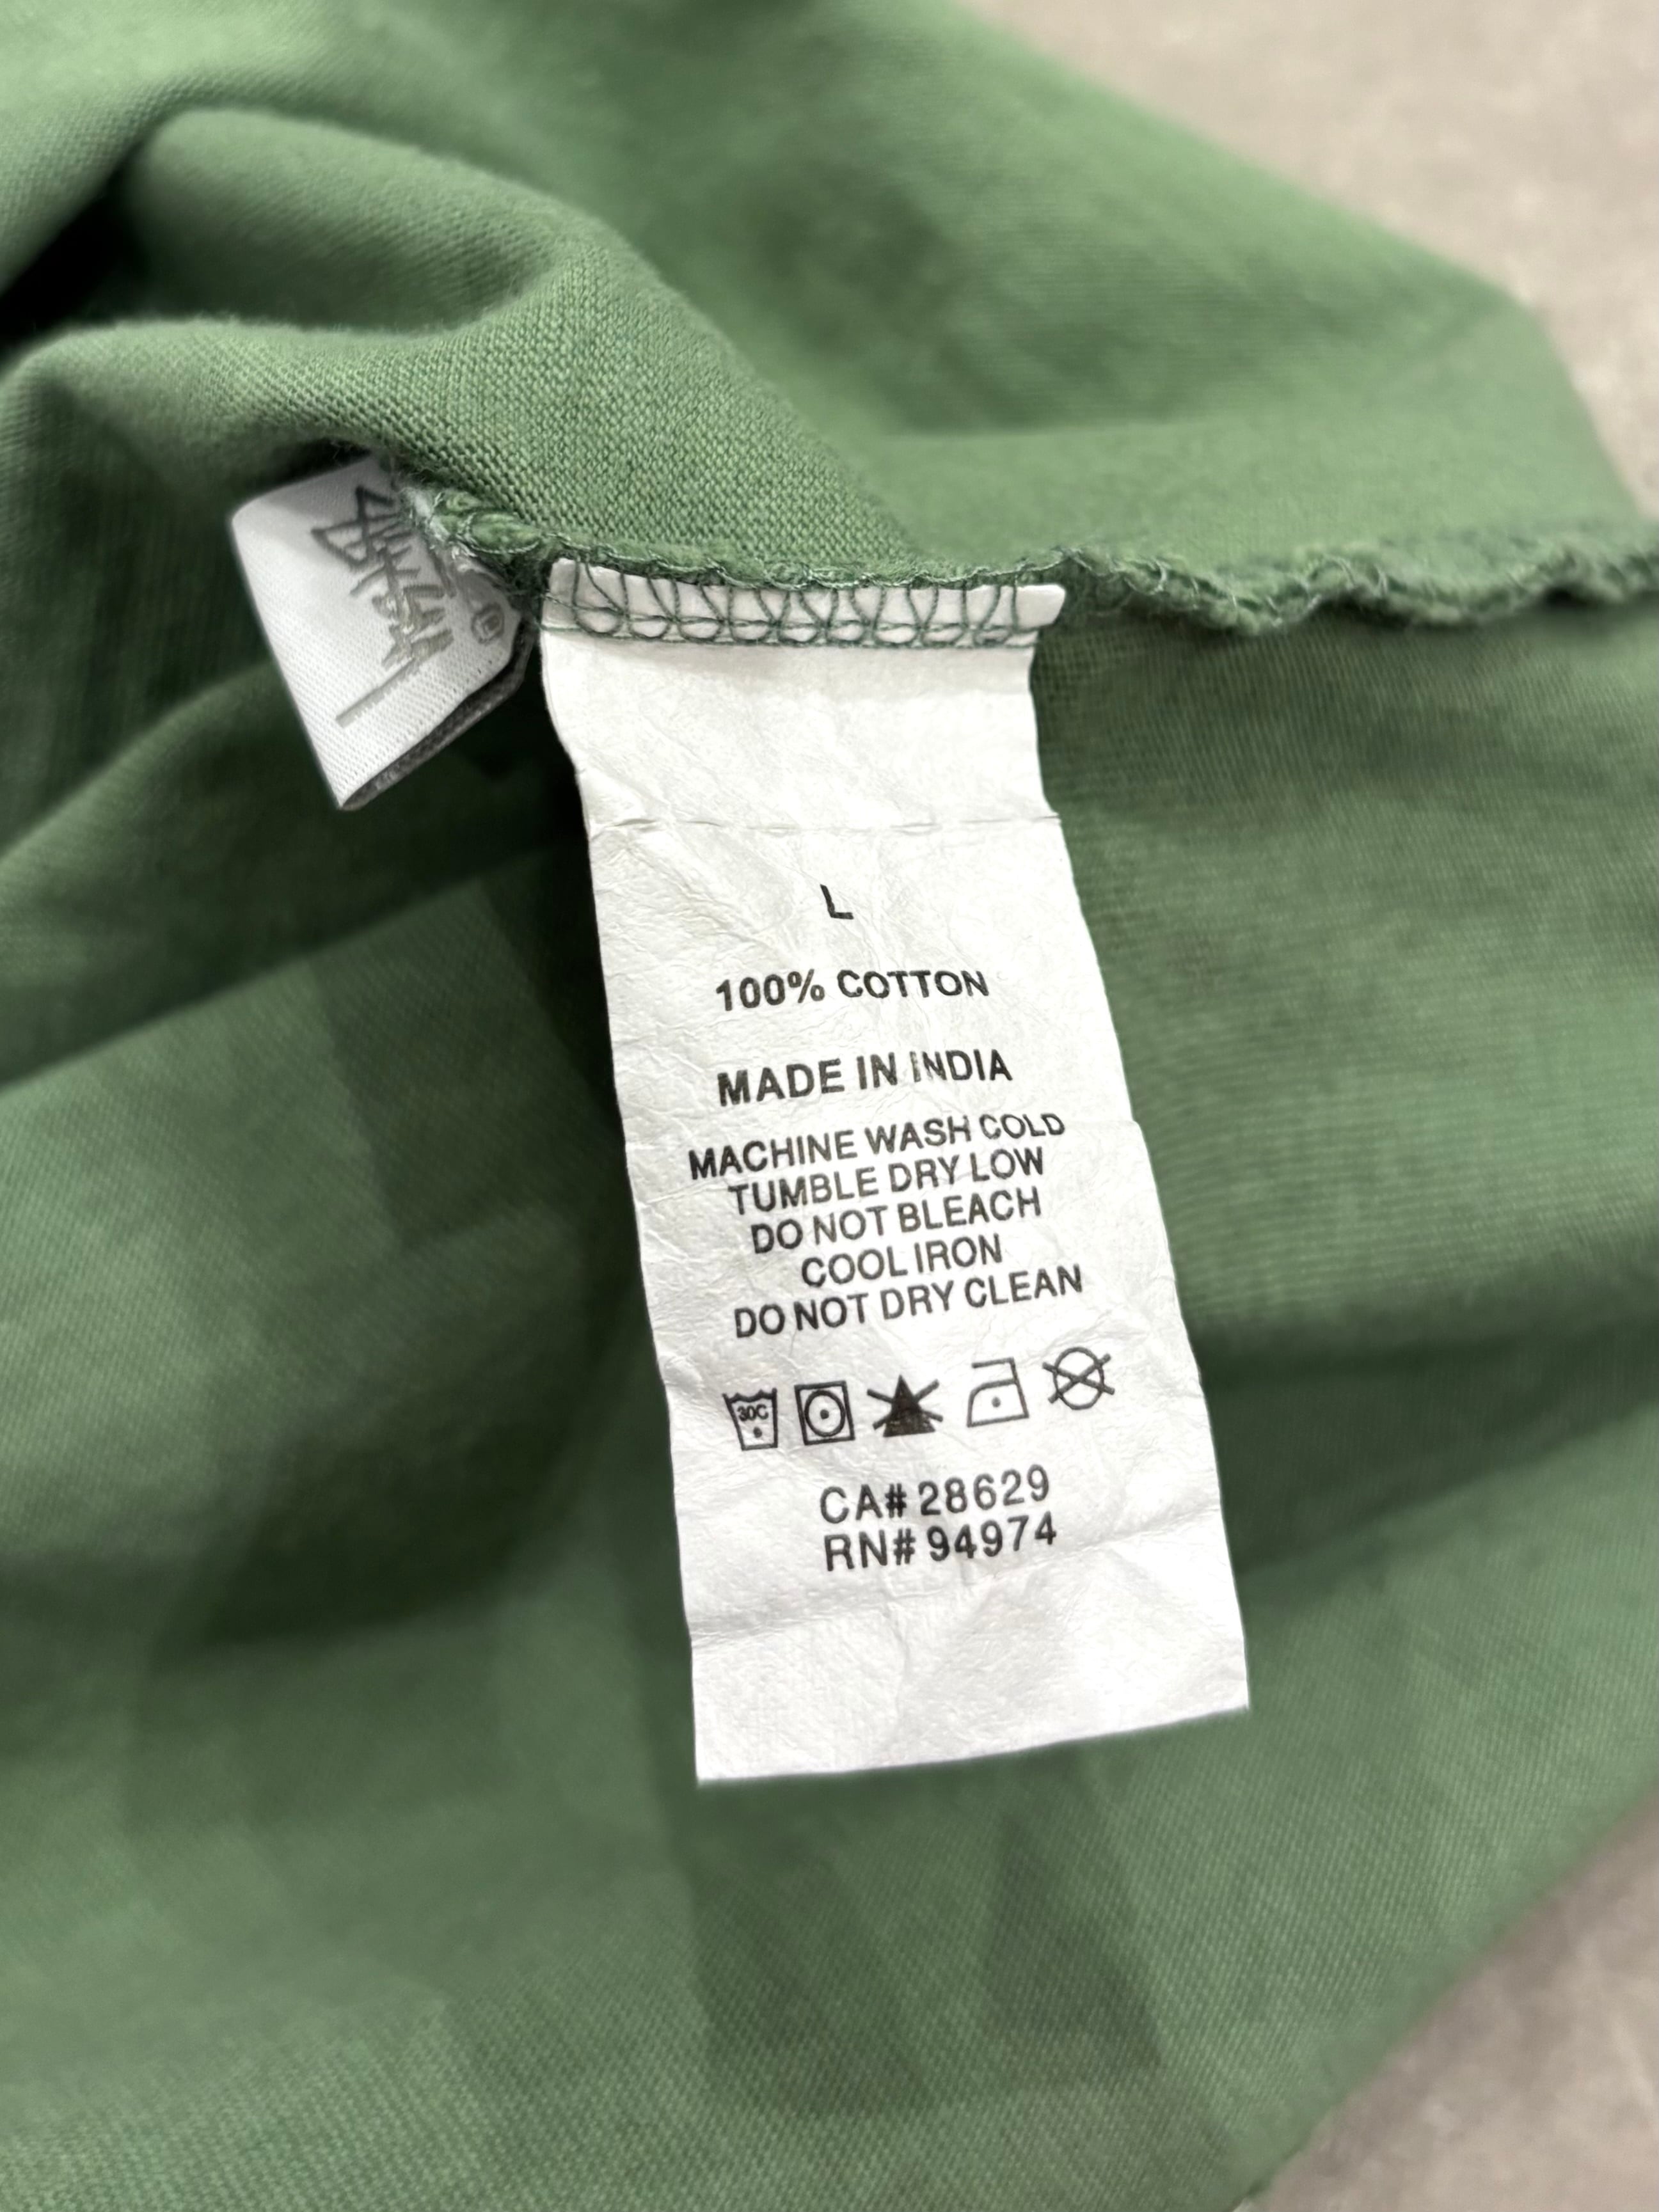 L
100% COTTON
MADE IN INDIA
MACHINE WASH COLD
TUMBLE DRY LOW
DO NOT BLEACH
COOL IRON
DO NOT DRY CLEAN
30C
CA# 28629
RN# 94974